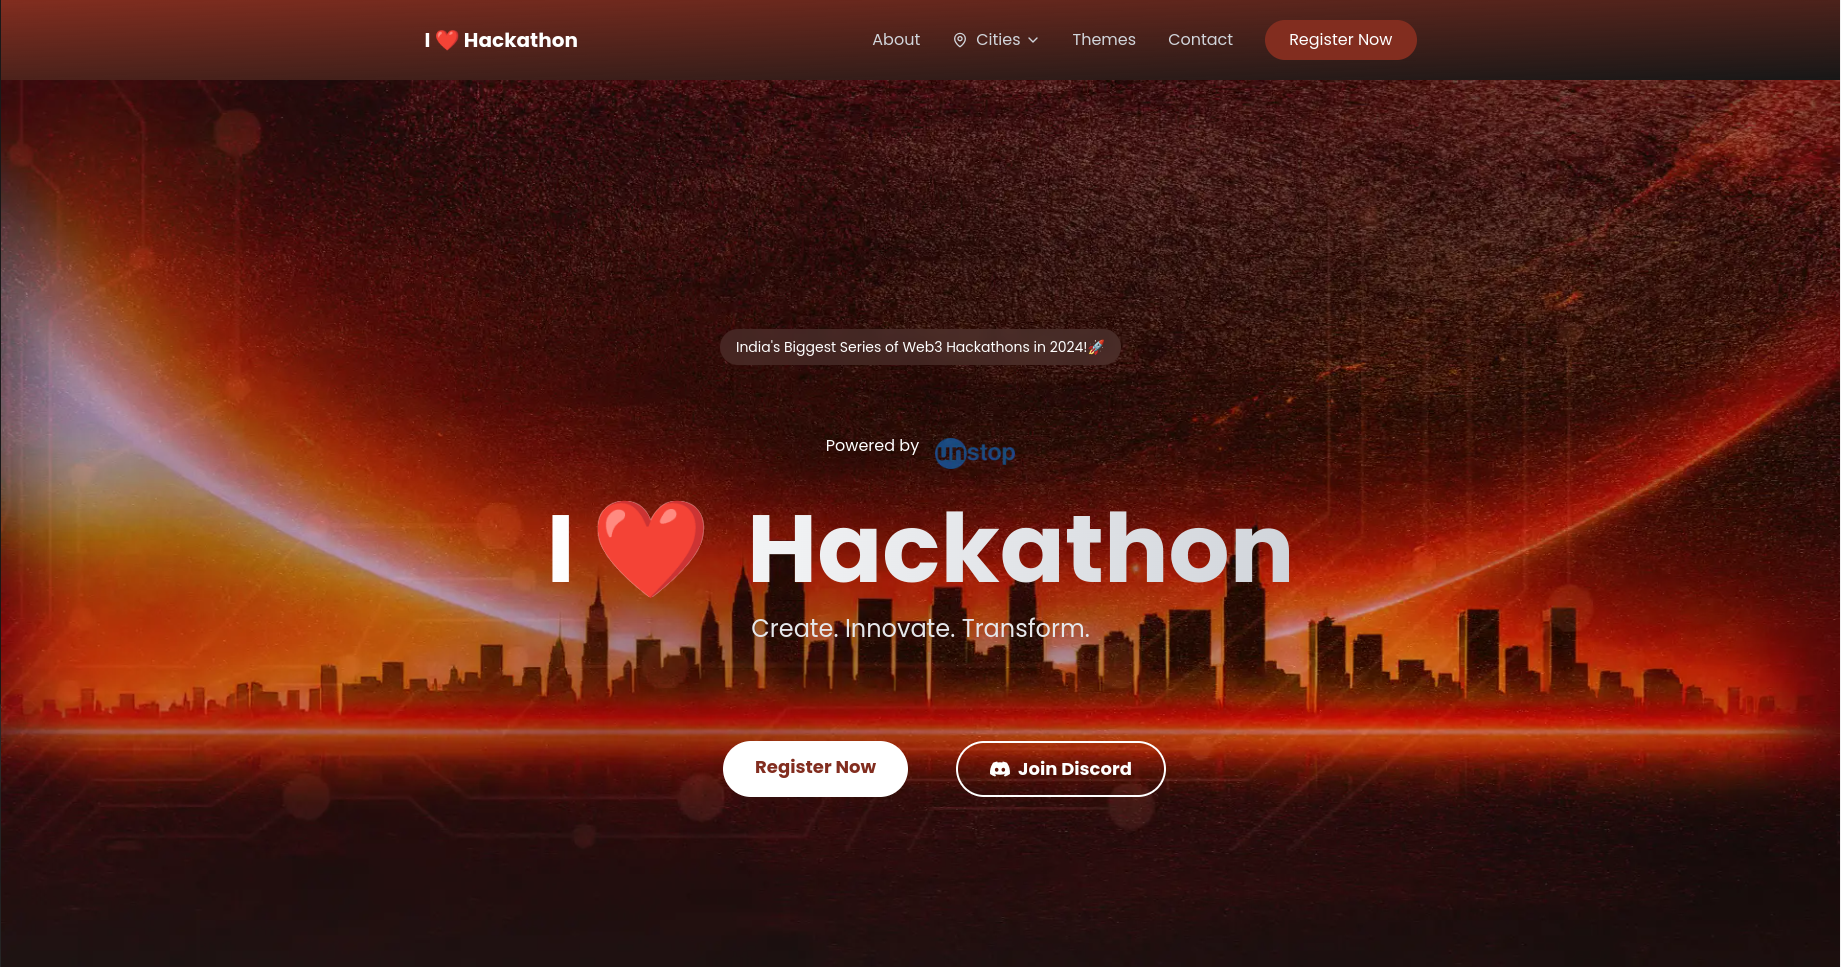 I ❤️ Hackathon
About
Cities
Themes
Contact
Register Now
India's Biggest Series of Web3 Hackathons in 2024!🚀
Powered by unstop
I ❤️ Hackathon
Create. Innovate. Transform.
Register Now
Join Discord